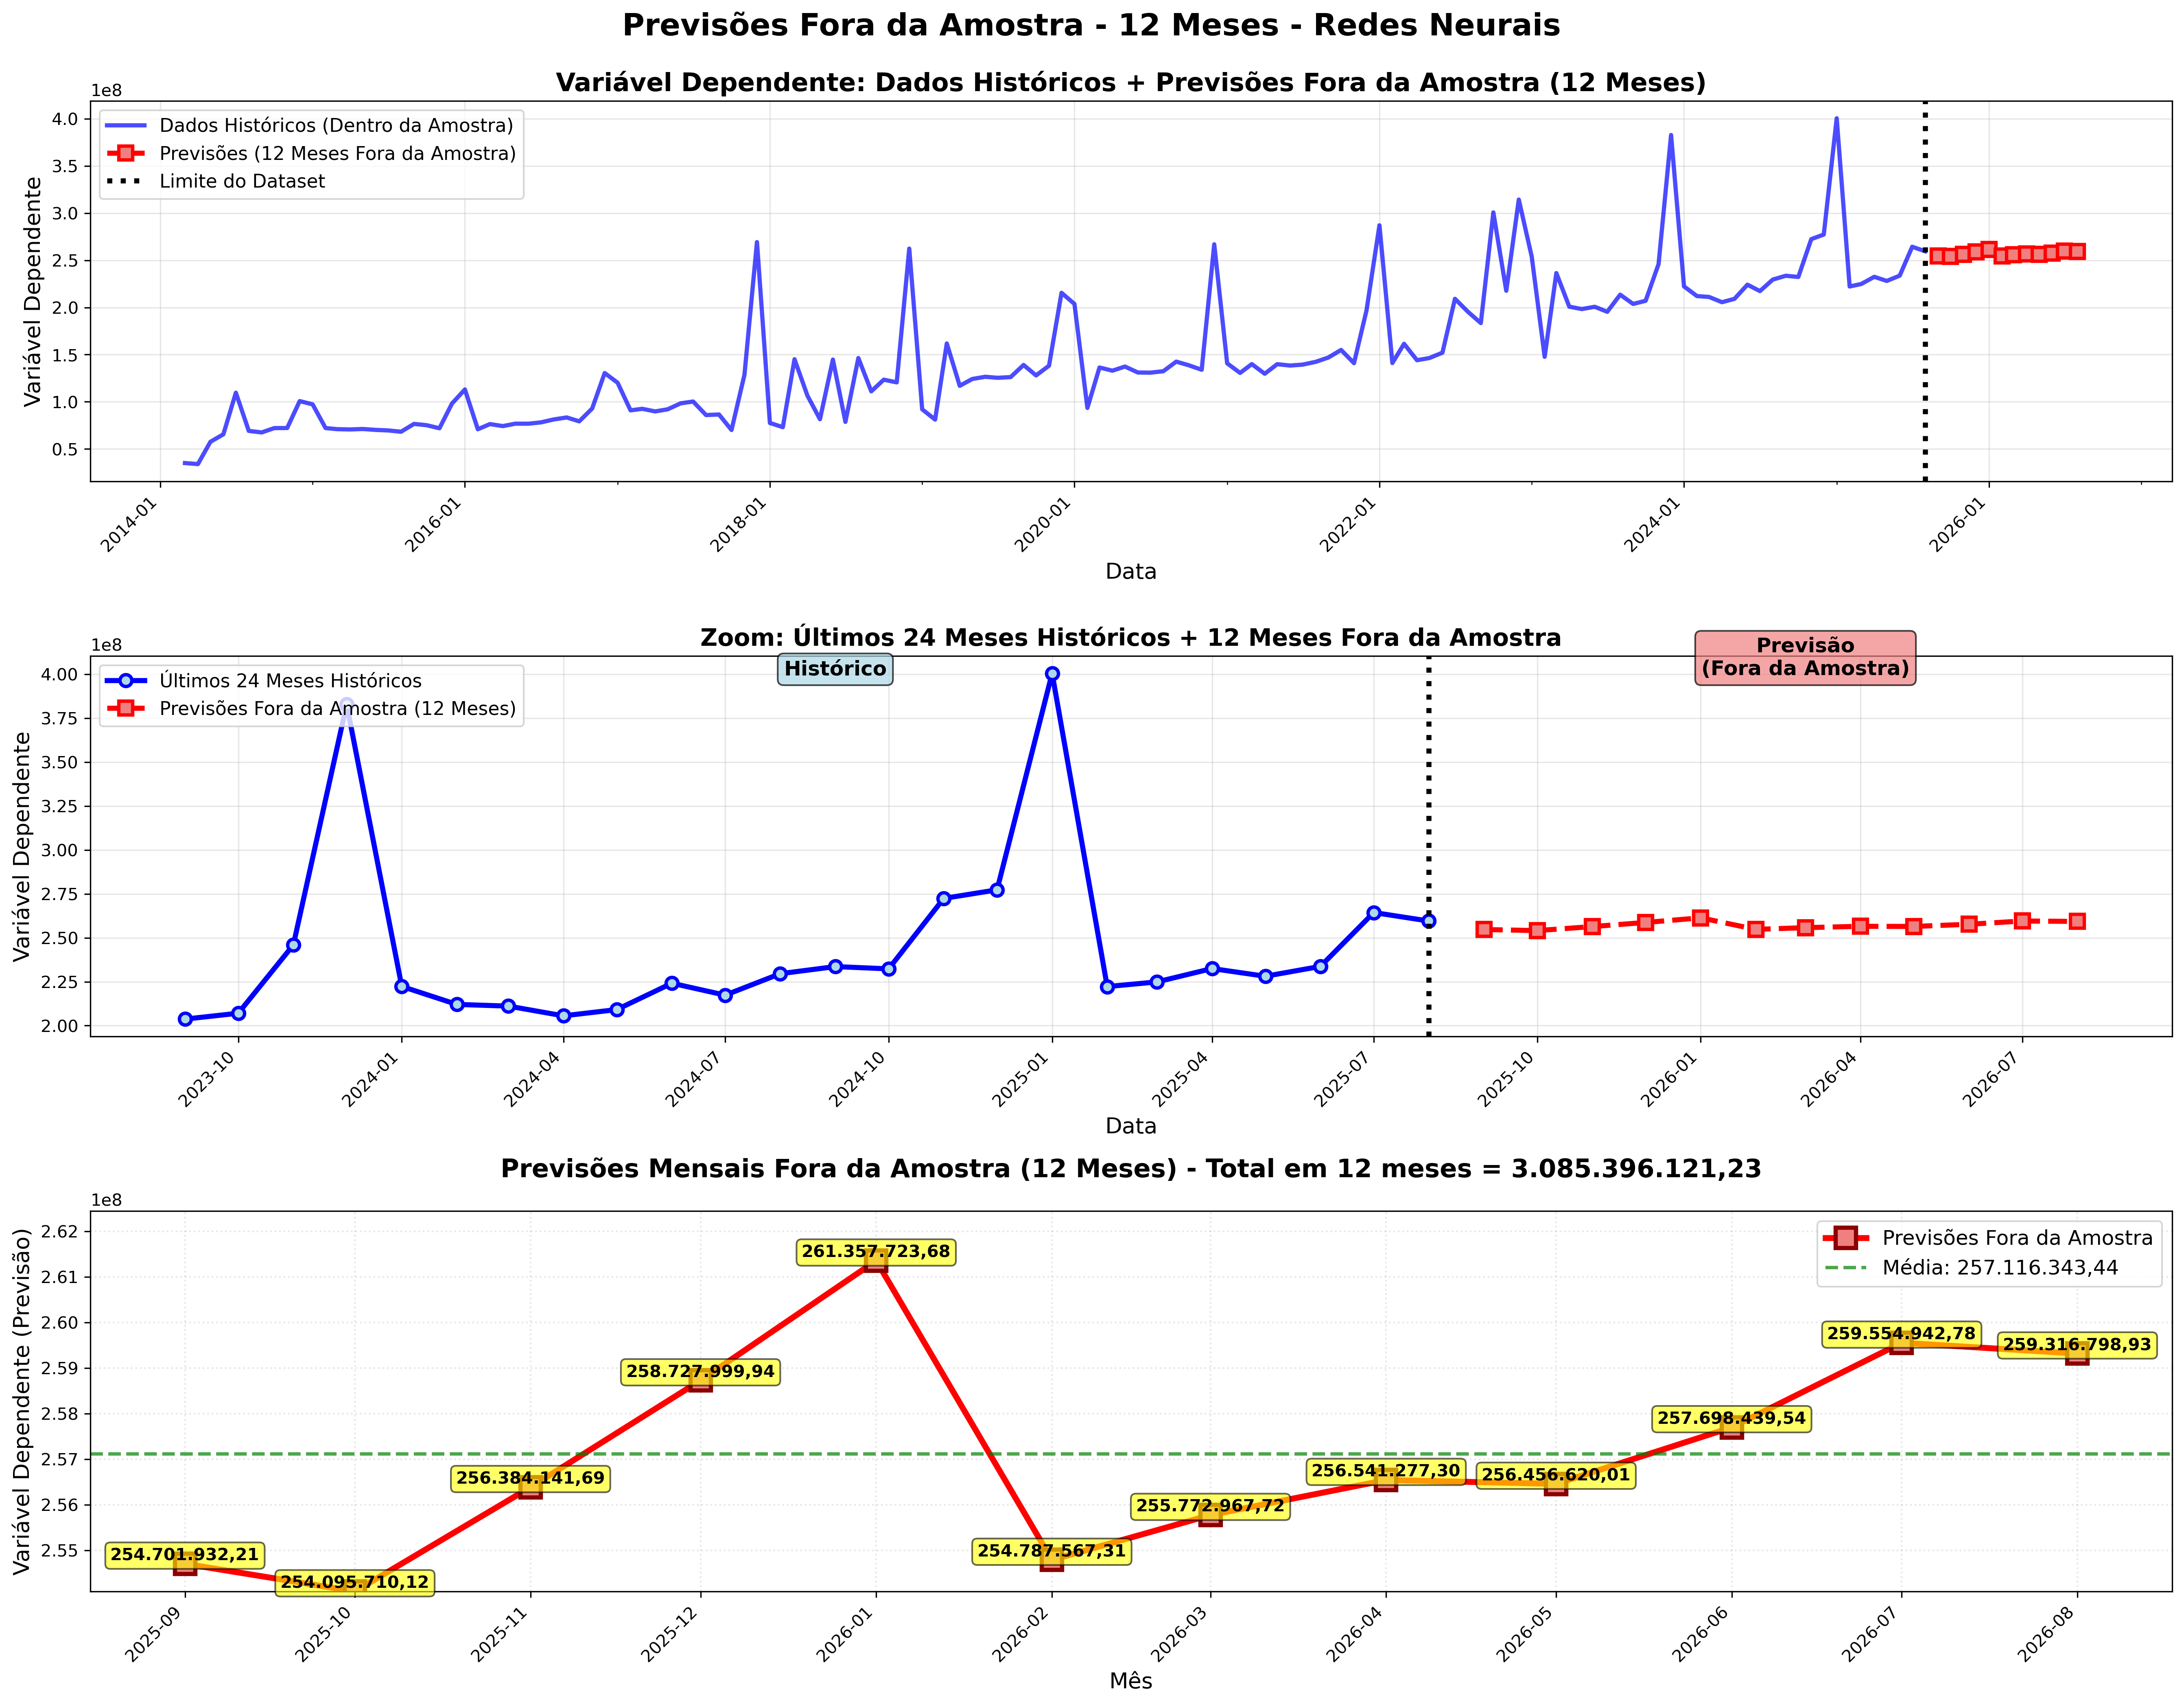 Previsões Fora da Amostra - 12 Meses - Redes Neurais
Variável Dependente: Dados Históricos + Previsões Fora da Amostra (12 Meses)
1e8
Dados Históricos (Dentro da Amostra)
Previsões (12 Meses Fora da Amostra)
Limite do Dataset
Variável Dependente
4.0
3.5
3.0
2.5
2.0
1.5
1.0
0.5
2014-01
2016-01
2018-01
2020-01
2022-01
2024-01
2026-01
Data
Zoom: Últimos 24 Meses Históricos + 12 Meses Fora da Amostra
1e8
Últimos 24 Meses Históricos
Previsões Fora da Amostra (12 Meses)
Histórico
Previsão
(Fora da Amostra)
Variável Dependente
4.00
3.75
3.50
3.25
3.00
2.75
2.50
2.25
2.00
2023-10
2024-01
2024-04
2024-07
2024-10
2025-01
2025-04
2025-07
2025-10
2026-01
2026-04
2026-07
Data
Previsões Mensais Fora da Amostra (12 Meses) - Total em 12 meses = 3.085.396.121,23
1e8
Previsões Fora da Amostra
Média: 257.116.343,44
Variável Dependente (Previsão)
2.62
2.61
2.60
2.59
2.58
2.57
2.56
2.55
254.701.932,21
254.095.710,12
256.384.141,69
258.727.999,94
261.357.723,68
254.787.567,31
255.772.967,72
256.541.277,30
256.456.620,01
257.698.439,54
259.554.942,78
259.316.798,93
2025-09
2025-10
2025-11
2025-12
2026-01
2026-02
2026-03
2026-04
2026-05
2026-06
2026-07
2026-08
Mês